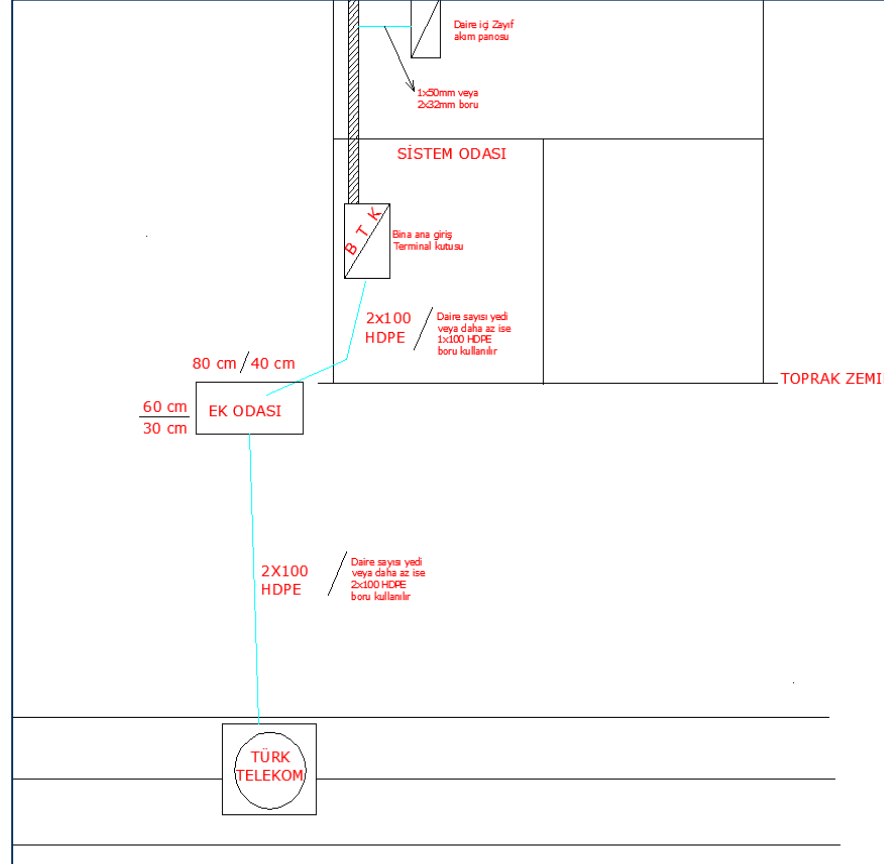 Daire içi Zayıf
akım panosu
1x50mm veya
2x32mm boru
SİSTEM ODASI
B T K
Bina ana giriş
Terminal kutusu
2x100
HDPE
Daire sayısı yedi
veya daha az ise
1x100 HDPE
boru kullanılır
80 cm / 40 cm
TOPRAK ZEMİ
60 cm
30 cm
EK ODASI
2X100
HDPE
Daire sayısı yedi
veya daha az ise
2x100 HDPE
boru kullanılır
TÜRK
TELEKOM